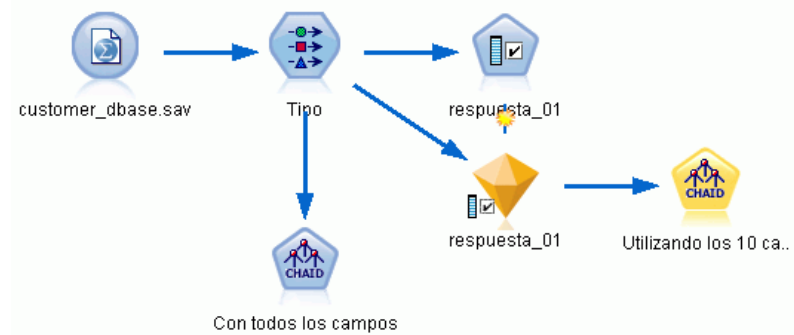 customer_dbase.sav
Tipo
respuesta_01
respuesta_01
CHAID
Utilizando los 10 ca..
CHAID
Con todos los campos